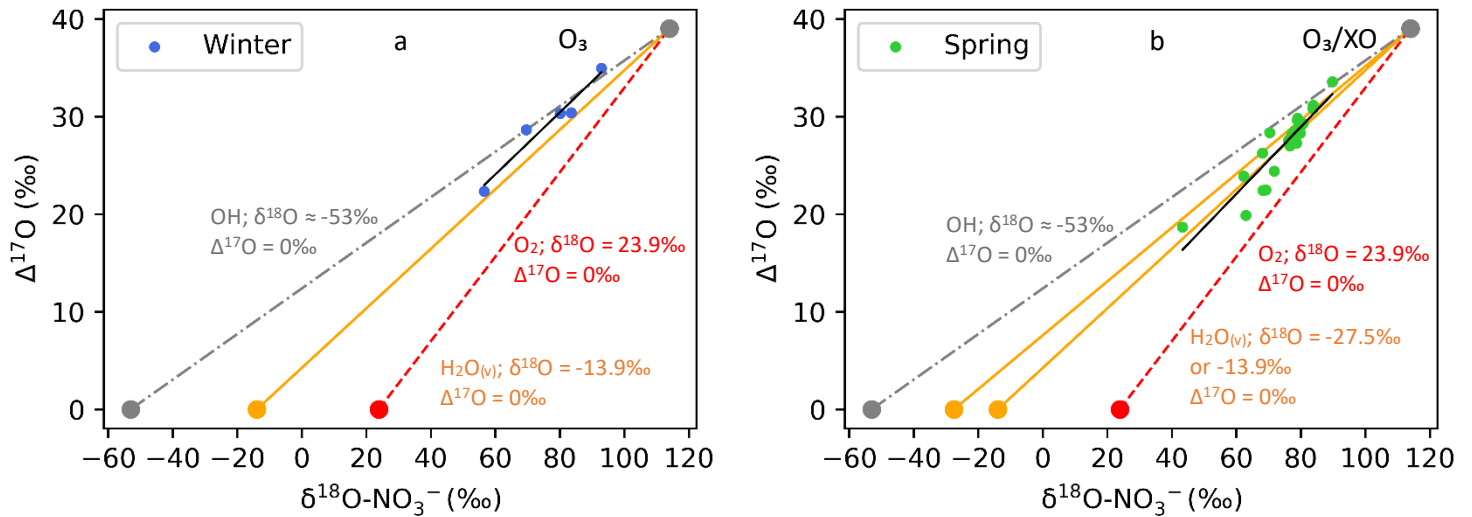 Winter
a
O₃
OH; δ¹⁸O ≈ -53‰
Δ¹⁷O = 0‰
O₂; δ¹⁸O = 23.9‰
Δ¹⁷O = 0‰
H₂O(v); δ¹⁸O = -13.9‰
Δ¹⁷O = 0‰
40
30
20
10
0
Δ¹⁷O (‰)
−60 −40 −20 0 20 40 60 80 100 120
δ¹⁸O-NO₃⁻(‰)
Spring
b
O₃/XO
OH; δ¹⁸O ≈ -53‰
Δ¹⁷O = 0‰
O₂; δ¹⁸O = 23.9‰
Δ¹⁷O = 0‰
H₂O(v); δ¹⁸O = -27.5‰
or -13.9‰
Δ¹⁷O = 0‰
40
30
20
10
0
Δ¹⁷O (‰)
−60 −40 −20 0 20 40 60 80 100 120
δ¹⁸O-NO₃⁻(‰)